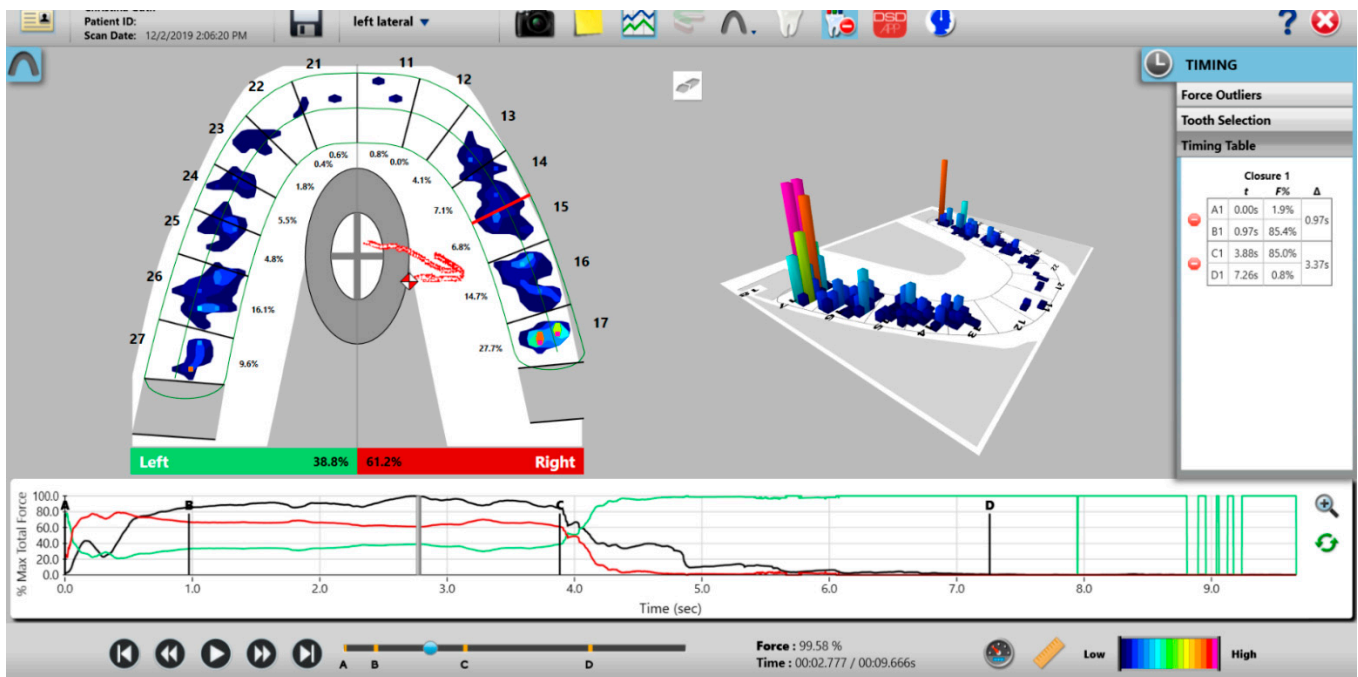 Patient ID:
Scan Date: 12/2/2019 2:06:20 PM
left lateral
DSD
APP
?
TIMING
Force Outliers
Tooth Selection
Timing Table
Closure 1
t F% Δ
A1 0.00s 1.9% 0.97s
B1 0.97s 85.4%
C1 3.88s 85.0% 3.37s
D1 7.26s 0.8%
21 11
22 12
23 13
24 14
25 15
26 16
27 17
0.6% 0.8%
0.4% 0.0%
1.8% 4.1%
5.5% 7.1%
4.8% 6.8%
16.1% 14.7%
9.6% 27.7%
Left 38.8% 61.2% Right
% Max Total Force
100.0
80.0
60.0
40.0
20.0
0.0
A B C D
0.0 1.0 2.0 3.0 4.0 5.0 6.0 7.0 8.0 9.0
Time (sec)
A B C D
Force : 99.58 %
Time : 00:02.777 / 00:09.666s
Low High